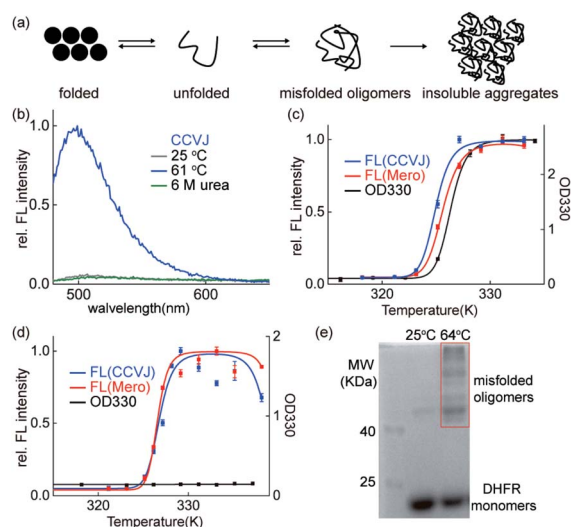 (a)
folded
unfolded
misfolded oligomers
insoluble aggregates
(b)
rel. FL intensity
1.0
0.5
0.0
CCVJ
25 °C
61 °C
6 M urea
500
600
wavelength(nm)
(c)
rel. FL intensity
1.0
0.5
0.0
FL(CCVJ)
FL(Mero)
OD330
2
1
0
OD330
320
330
Temperature(K)
(d)
rel. FL intensity
1.0
0.5
0.0
FL(CCVJ)
FL(Mero)
OD330
2
1
0
OD330
320
330
Temperature(K)
(e)
25°C 64°C
MW
(KDa)
40
25
misfolded
oligomers
DHFR
monomers